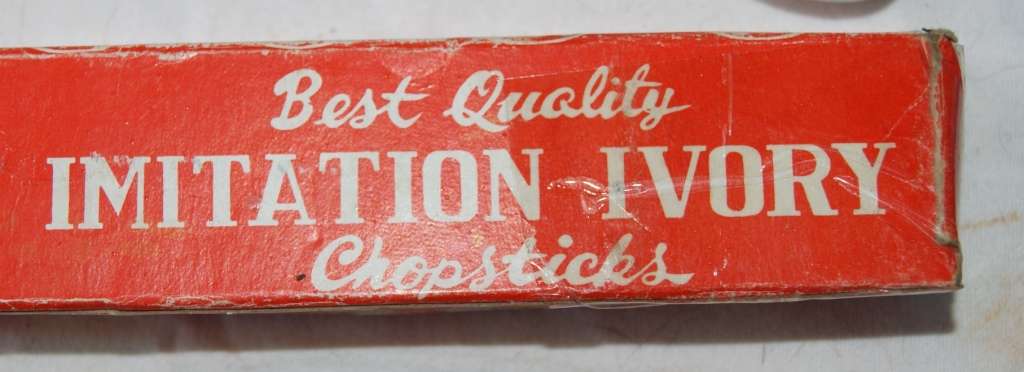 Best Quality
IMITATION IVORY
Chopsticks